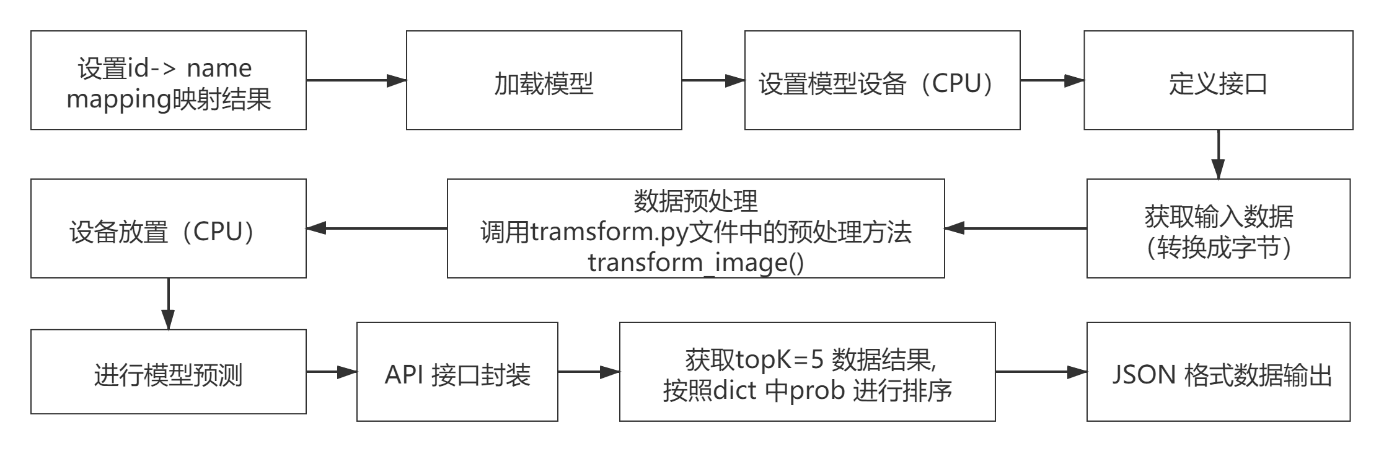 设置id-> name
mapping映射结果
加载模型
设置模型设备（CPU）
定义接口
获取输入数据
（转换成字节）
数据预处理
调用tramsform.py文件中的预处理方法
transform_image()
设备放置（CPU）
进行模型预测
API 接口封装
获取topK=5 数据结果,
按照dict 中prob 进行排序
JSON 格式数据输出